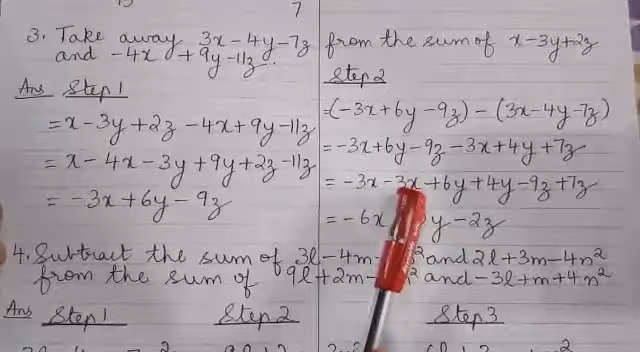 7
3. Take away 3x-4y-7z from the sum of x-3y+2z
and -4x +9y-11z.
Ans Step 1
= x-3y+2z-4x+9y-11z
= x-4x-3y+9y+2z-11z
= -3x+6y-9z
Step 2
=(-3x+6y-9z)-(3x-4y-7z)
= -3x+6y-9z-3x+4y+7z
= -3x-3x+6y+4y-9z+7z
= -6x y-2z
4. Subtract the sum of 3l-4m- ² and 2l+3m-4n²
from the sum of 9l+2m- ² and -3l+m+4n²
Ans Step 1 Step 2 Step 3